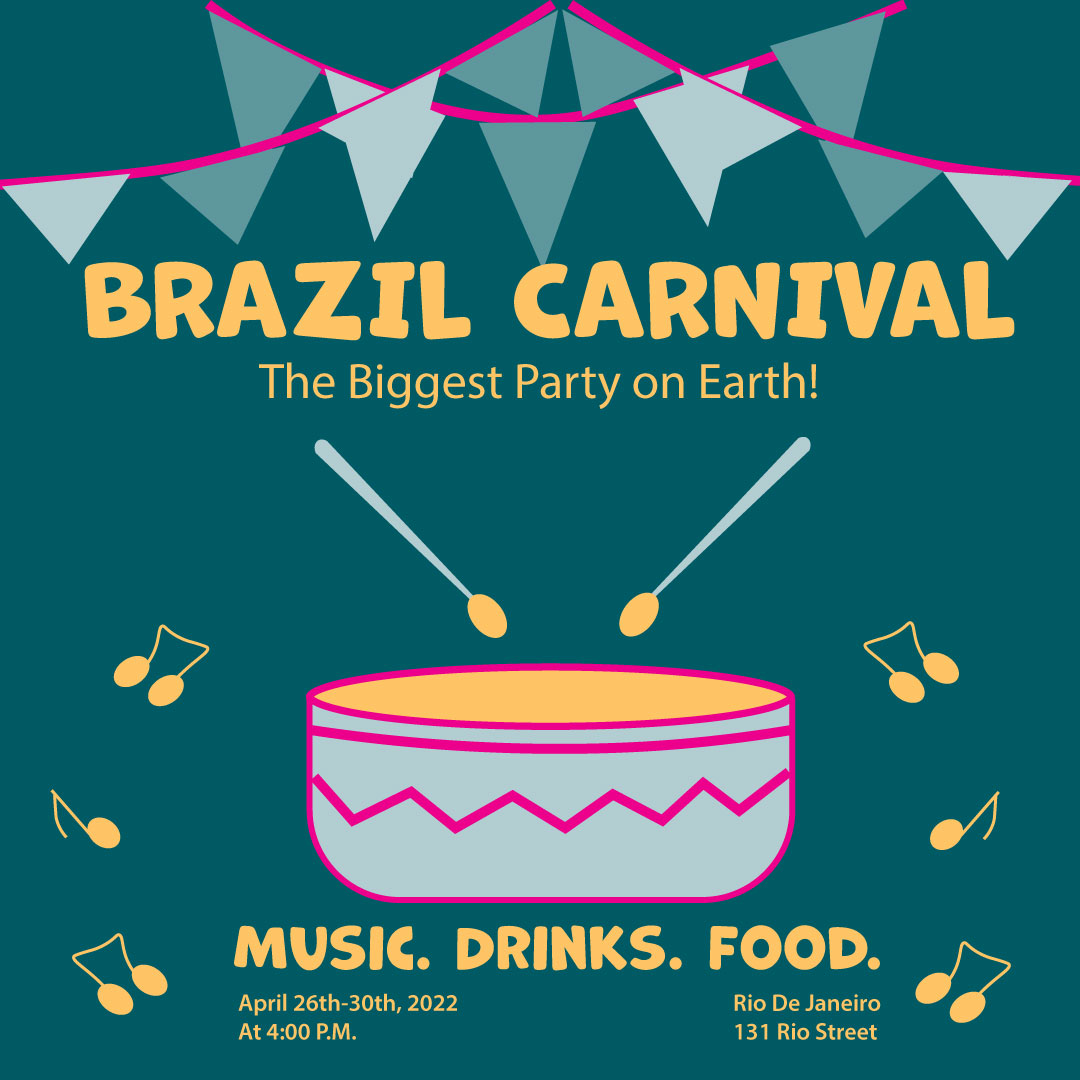 BRAZIL CARNIVAL
The Biggest Party on Earth!
MUSIC. DRINKS. FOOD.
April 26th-30th, 2022
At 4:00 P.M.
Rio De Janeiro
131 Rio Street